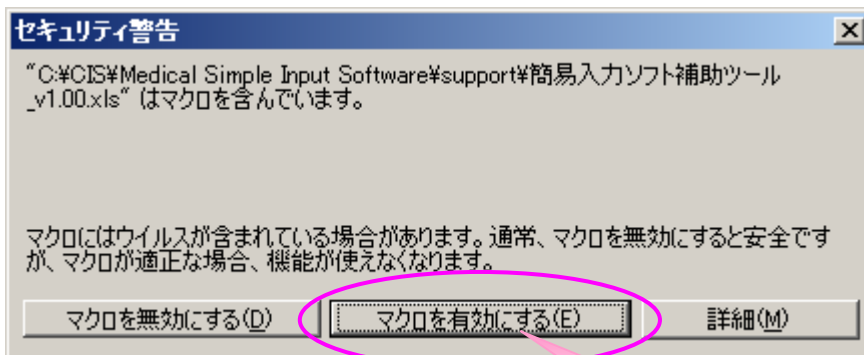 セキュリティ警告
"C:¥CIS¥Medical Simple Input Software¥support¥簡易入力ソフト補助ツール
_v1.00.xls" はマクロを含んでいます。
マクロにはウイルスが含まれている場合があります。通常、マクロを無効にすると安全です
が、マクロが適正な場合、機能が使えなくなります。
マクロを無効にする(D) マクロを有効にする(E) 詳細(M)